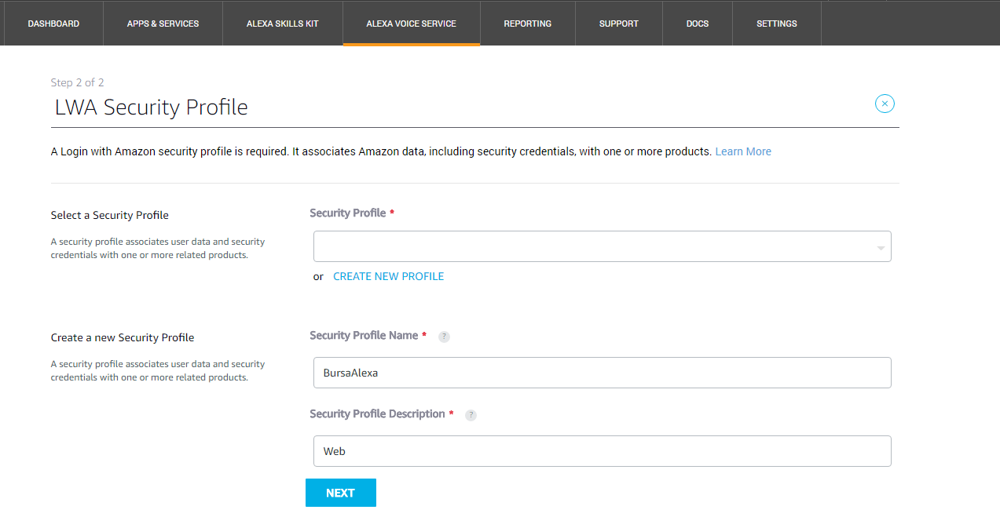 DASHBOARD APPS & SERVICES ALEXA SKILLS KIT ALEXA VOICE SERVICE REPORTING SUPPORT DOCS SETTINGS
Step 2 of 2
LWA Security Profile
A Login with Amazon security profile is required. It associates Amazon data, including security credentials, with one or more products. Learn More
Select a Security Profile
A security profile associates user data and security
credentials with one or more related products.
Security Profile *
or CREATE NEW PROFILE
Create a new Security Profile
A security profile associates user data and security
credentials with one or more related products.
Security Profile Name * ?
BursaAlexa
Security Profile Description * ?
Web
NEXT